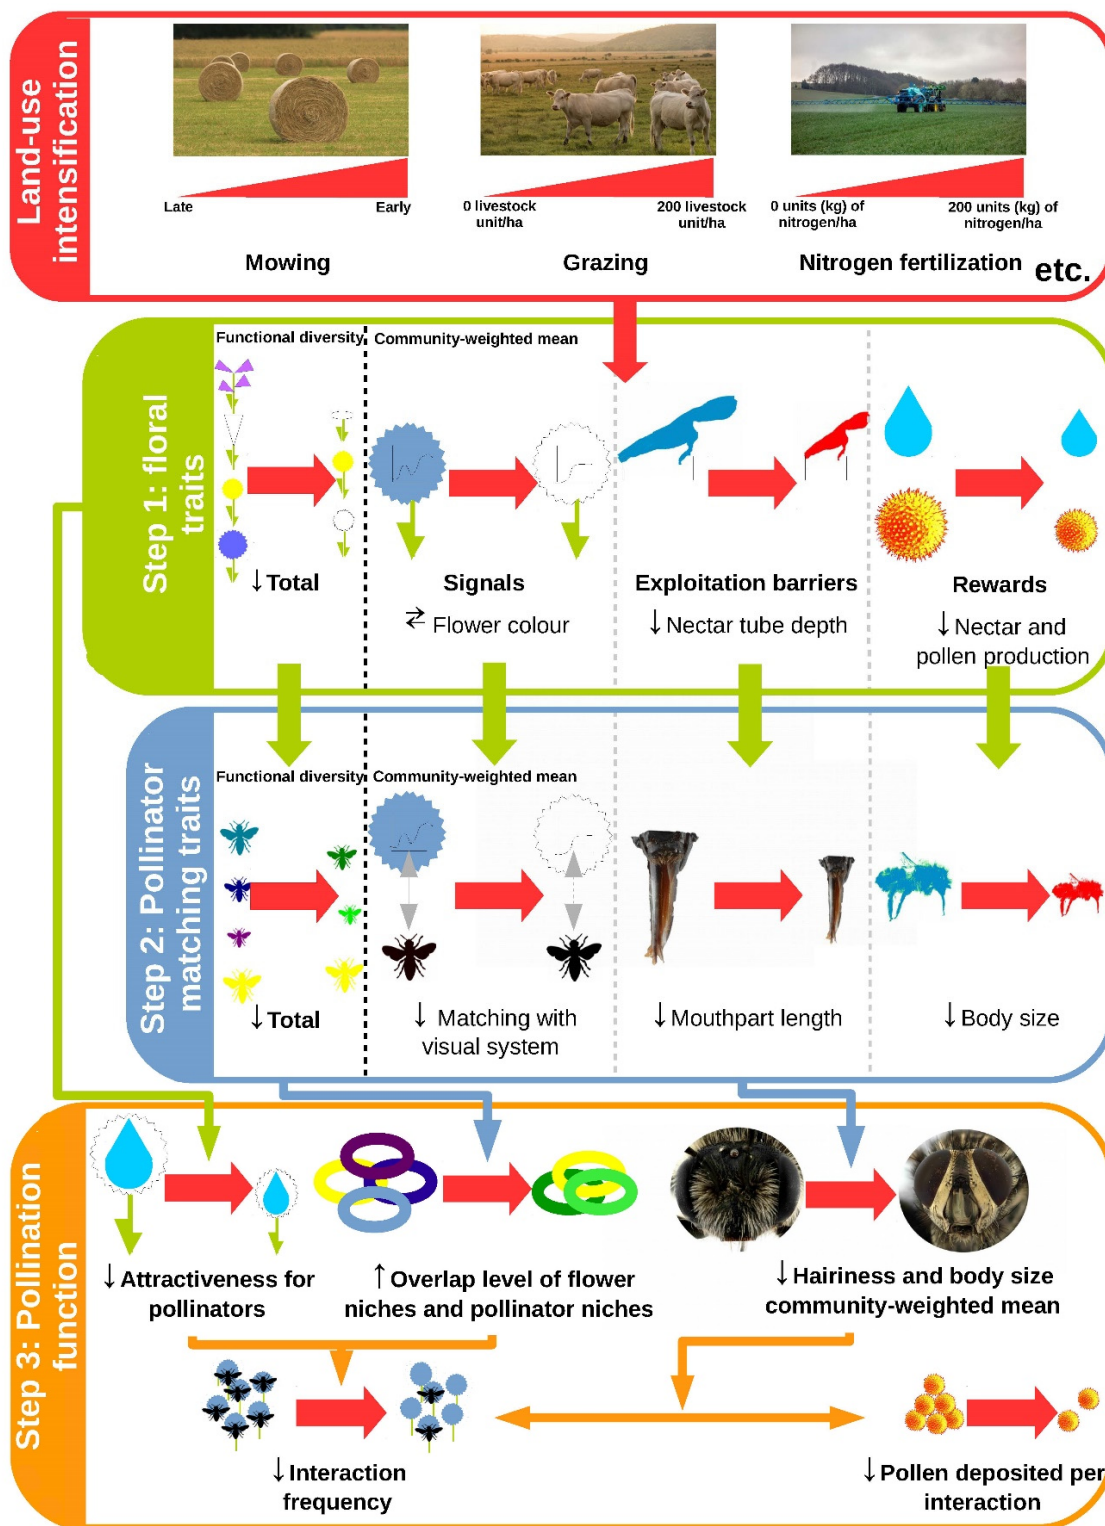 Land-use
intensification
Late
Early
0 livestock
unit/ha
200 livestock
unit/ha
0 units (kg) of
nitrogen/ha
200 units (kg) of
nitrogen/ha
Mowing
Grazing
Nitrogen fertilization
etc.
Step 1: floral
traits
Functional diversity
Community-weighted mean
↓Total
Signals
⇄ Flower colour
Exploitation barriers
↓Nectar tube depth
Rewards
↓Nectar and
pollen production
Step 2: Pollinator
matching traits
Functional diversity
Community-weighted mean
↓Total
↓ Matching with
visual system
↓Mouthpart length
↓Body size
Step 3: Pollination
function
↓Attractiveness for
pollinators
↑Overlap level of flower
niches and pollinator niches
↓Hairiness and body size
community-weighted mean
↓Interaction
frequency
↓Pollen deposited per
interaction